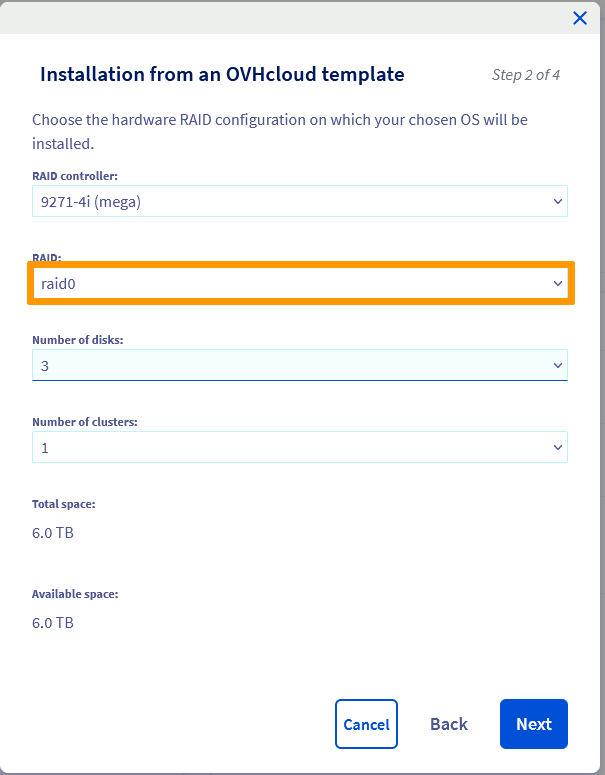 Installation from an OVHcloud template
Step 2 of 4
Choose the hardware RAID configuration on which your chosen OS will be
installed.
RAID controller:
9271-4i (mega)
RAID:
raid0
Number of disks:
3
Number of clusters:
1
Total space:
6.0 TB
Available space:
6.0 TB
Cancel
Back
Next